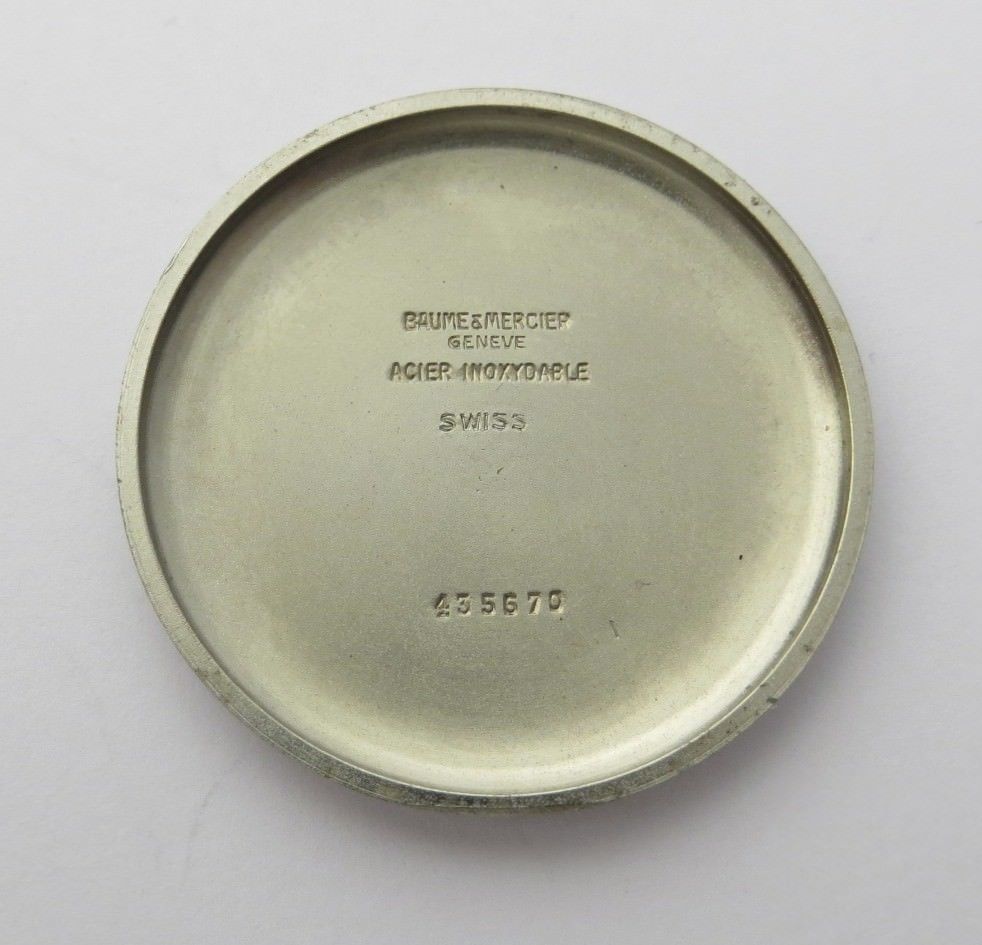 BAUME & MERCIER
GENEVE
ACIER INOXYDABLE
SWISS
435670